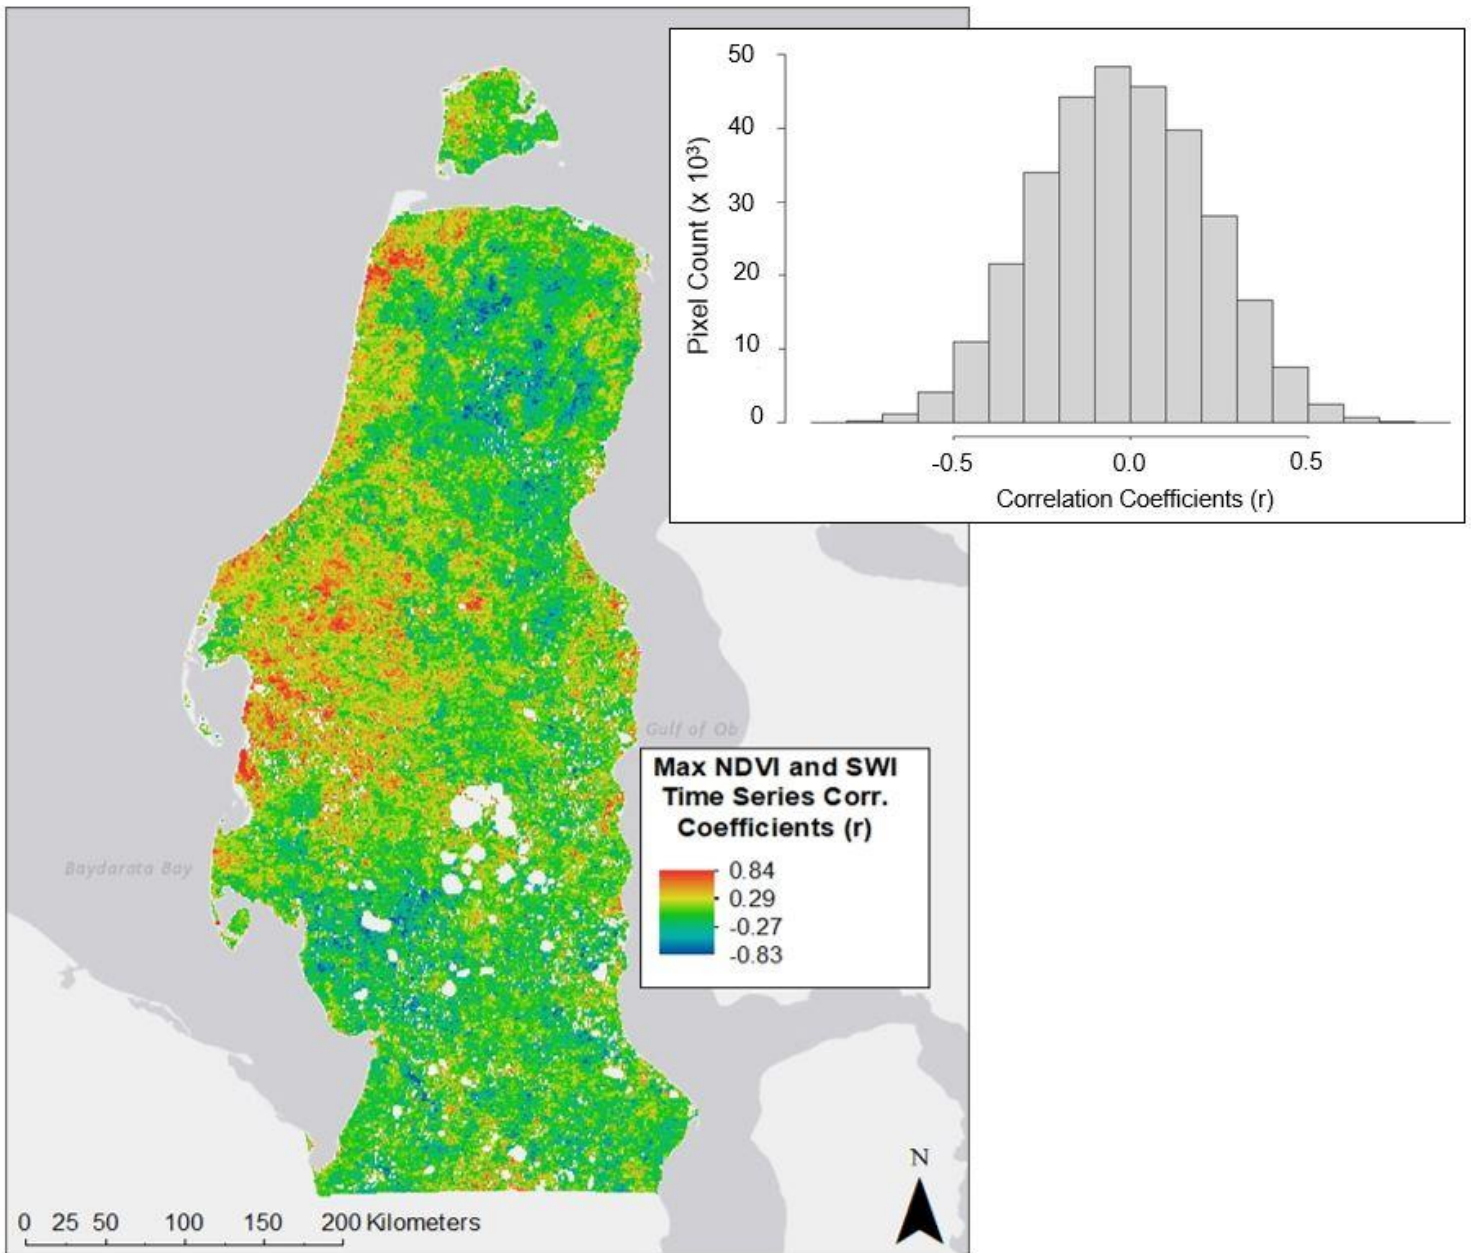 50
40
30
20
10
0
Pixel Count (x 10³)
-0.5 0.0 0.5
Correlation Coefficients (r)
Gulf of Ob
Max NDVI and SWI
Time Series Corr.
Coefficients (r)
0.84
0.29
-0.27
-0.83
Baydarata Bay
N
0 25 50 100 150 200 Kilometers